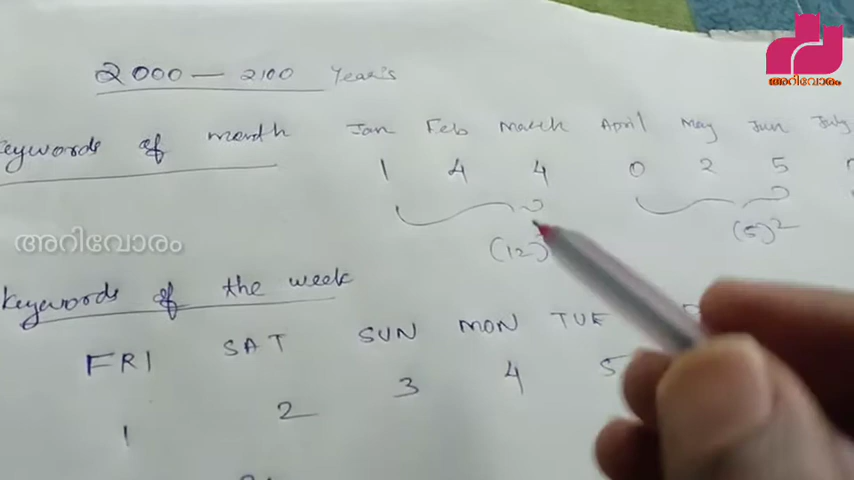 അറിവോരം
2000 — 2100 Year's
Keywords of month Jan Feb March April May Jun July
1 4 4 0 2 5
(12)² (5)²
അറിവോരം
Keywords of the week
FRI SAT SUN MON TUE
1 2 3 4 5